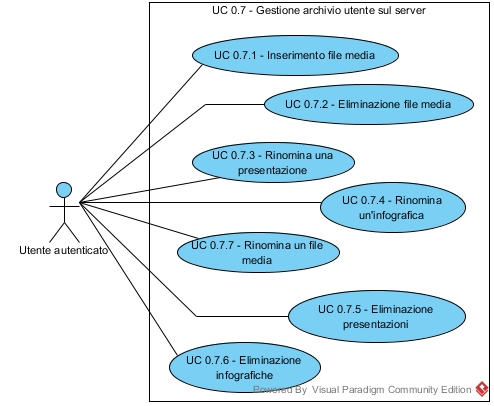 UC 0.7 - Gestione archivio utente sul server
UC 0.7.1 - Inserimento file media
UC 0.7.2 - Eliminazione file media
UC 0.7.3 - Rinomina una
presentazione
UC 0.7.4 - Rinomina
un'infografica
Utente autenticato
UC 0.7.7 - Rinomina un file
media
UC 0.7.5 - Eliminazione
presentazioni
UC 0.7.6 - Eliminazione
infografiche
Powered By Visual Paradigm Community Edition